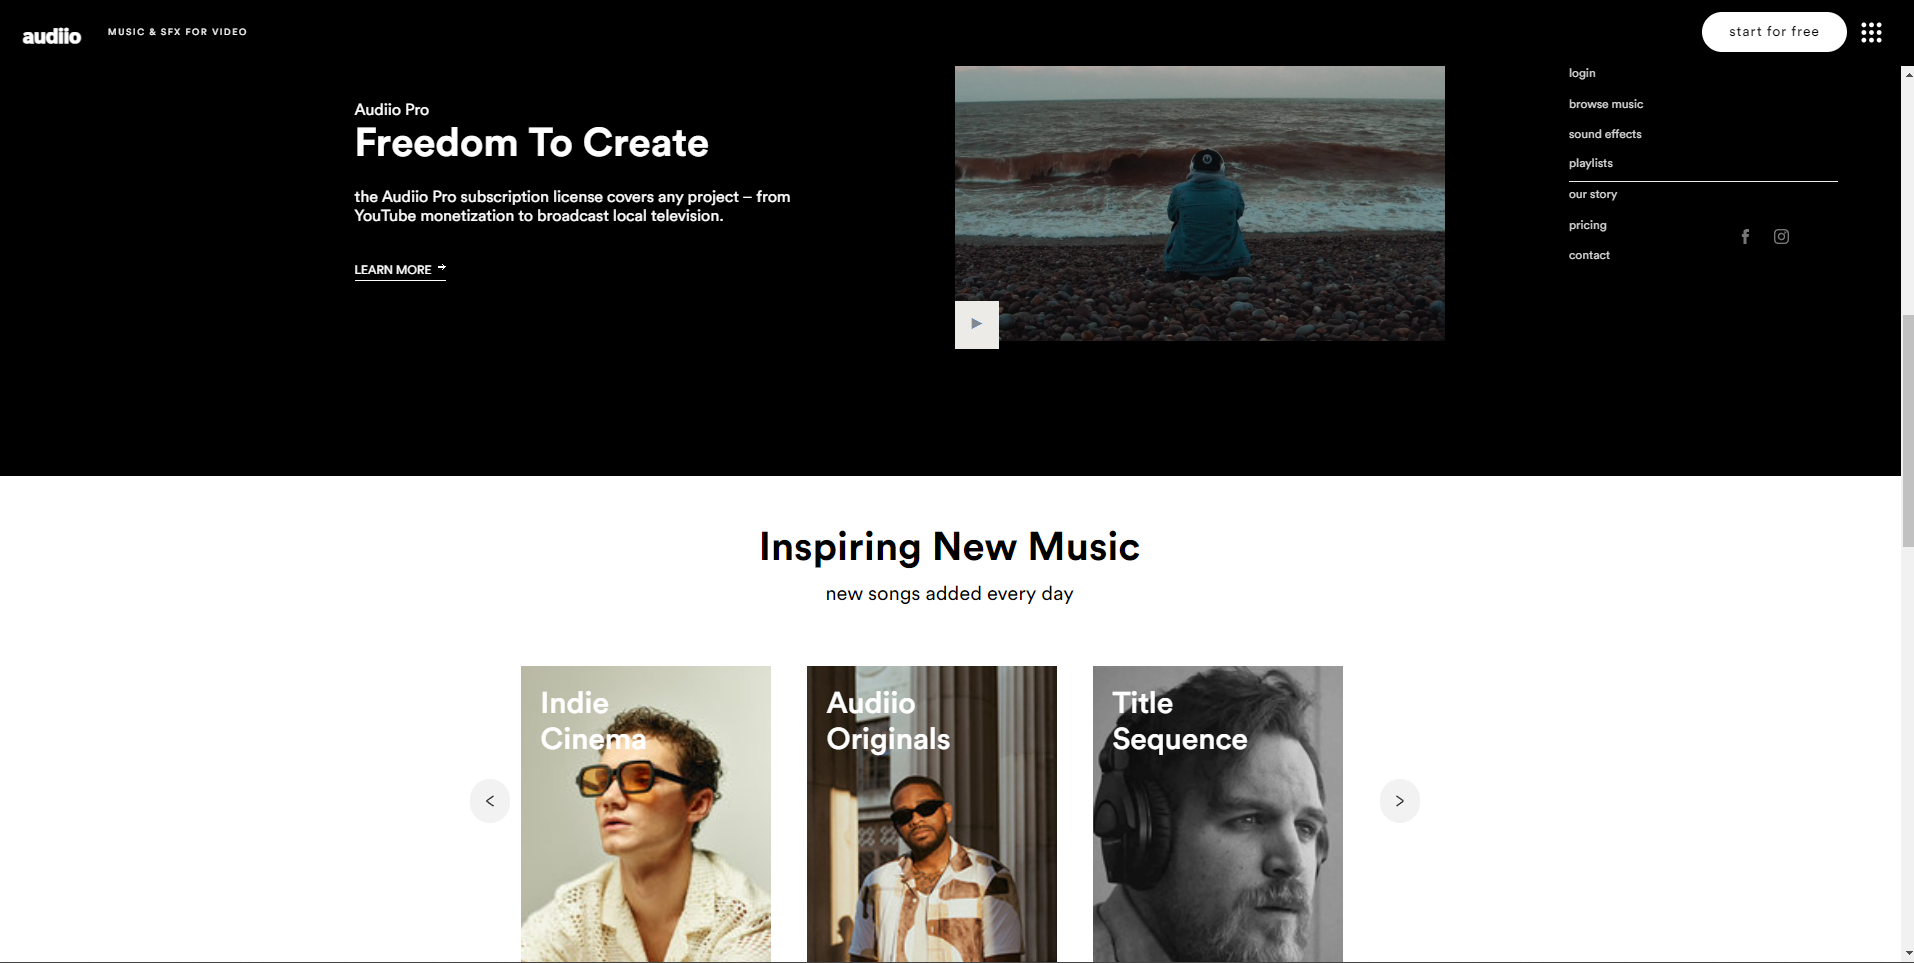 audiio
MUSIC & SFX FOR VIDEO
start for free
login
browse music
sound effects
playlists
our story
pricing
contact
Audiio Pro
Freedom To Create
the Audiio Pro subscription license covers any project – from
YouTube monetization to broadcast local television.
LEARN MORE
Inspiring New Music
new songs added every day
Indie
Cinema
Audiio
Originals
Title
Sequence